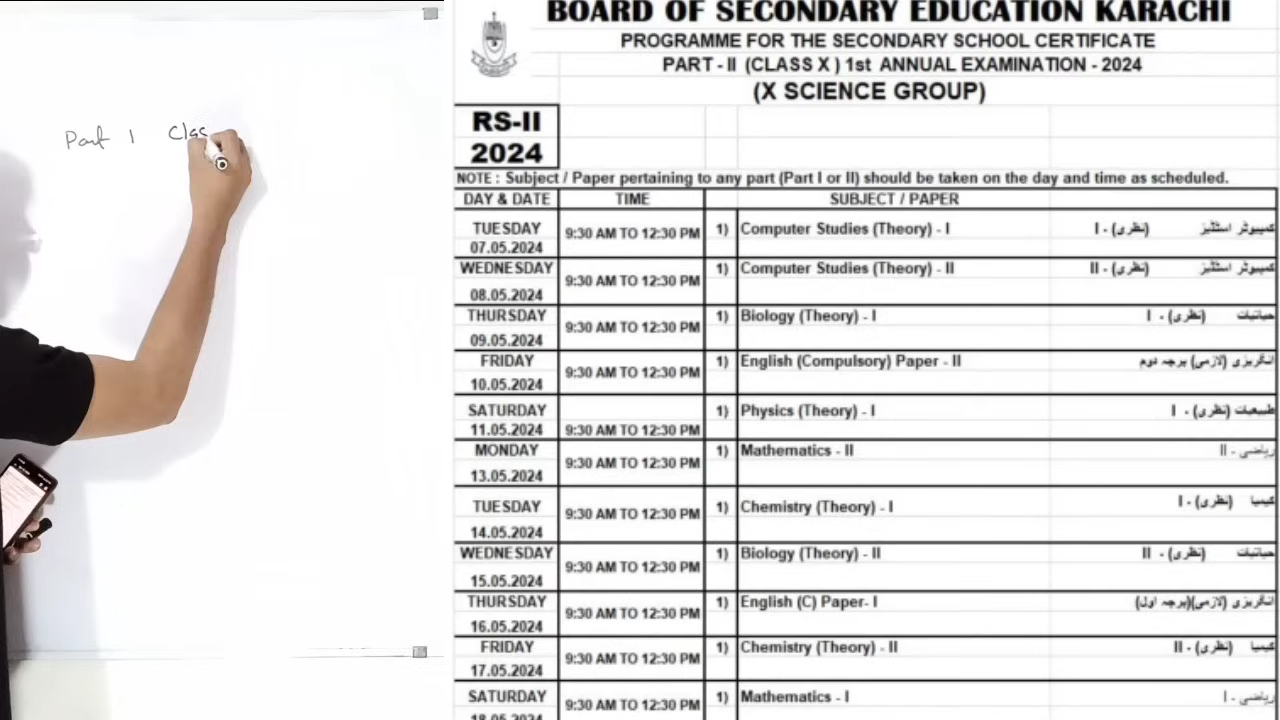 Part 1 Clas
BOARD OF SECONDARY EDUCATION KARACHI
PROGRAMME FOR THE SECONDARY SCHOOL CERTIFICATE
PART - II (CLASS X ) 1st ANNUAL EXAMINATION - 2024
(X SCIENCE GROUP)
RS-II
2024
NOTE : Subject / Paper pertaining to any part (Part I or II) should be taken on the day and time as scheduled.
DAY & DATE TIME SUBJECT / PAPER
TUESDAY 07.05.2024 9:30 AM TO 12:30 PM 1) Computer Studies (Theory) - I کمپیوٹر اسٹڈیز (نظری) - I
WEDNESDAY 08.05.2024 9:30 AM TO 12:30 PM 1) Computer Studies (Theory) - II کمپیوٹر اسٹڈیز (نظری) - II
THURSDAY 09.05.2024 9:30 AM TO 12:30 PM 1) Biology (Theory) - I حیاتیات (نظری) - I
FRIDAY 10.05.2024 9:30 AM TO 12:30 PM 1) English (Compulsory) Paper - II انگریزی (لازمی) پرچہ دوم
SATURDAY 11.05.2024 9:30 AM TO 12:30 PM 1) Physics (Theory) - I طبیعیات (نظری) - I
MONDAY 13.05.2024 9:30 AM TO 12:30 PM 1) Mathematics - II ریاضی - II
TUESDAY 14.05.2024 9:30 AM TO 12:30 PM 1) Chemistry (Theory) - I کیمیا (نظری) - I
WEDNESDAY 15.05.2024 9:30 AM TO 12:30 PM 1) Biology (Theory) - II حیاتیات (نظری) - II
THURSDAY 16.05.2024 9:30 AM TO 12:30 PM 1) English (C) Paper- I انگریزی (لازمی)(پرچہ اول)
FRIDAY 17.05.2024 9:30 AM TO 12:30 PM 1) Chemistry (Theory) - II کیمیا (نظری) - II
SATURDAY 18.05.2024 9:30 AM TO 12:30 PM 1) Mathematics - I ریاضی - I